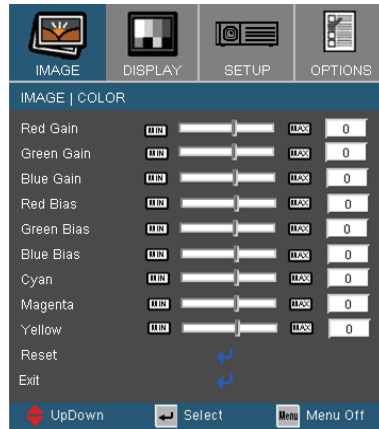 IMAGE DISPLAY SETUP OPTIONS
IMAGE | COLOR
Red Gain MIN MAX 0
Green Gain MIN MAX 0
Blue Gain MIN MAX 0
Red Bias MIN MAX 0
Green Bias MIN MAX 0
Blue Bias MIN MAX 0
Cyan MIN MAX 0
Magenta MIN MAX 0
Yellow MIN MAX 0
Reset
Exit
UpDown Select Menu Menu Off